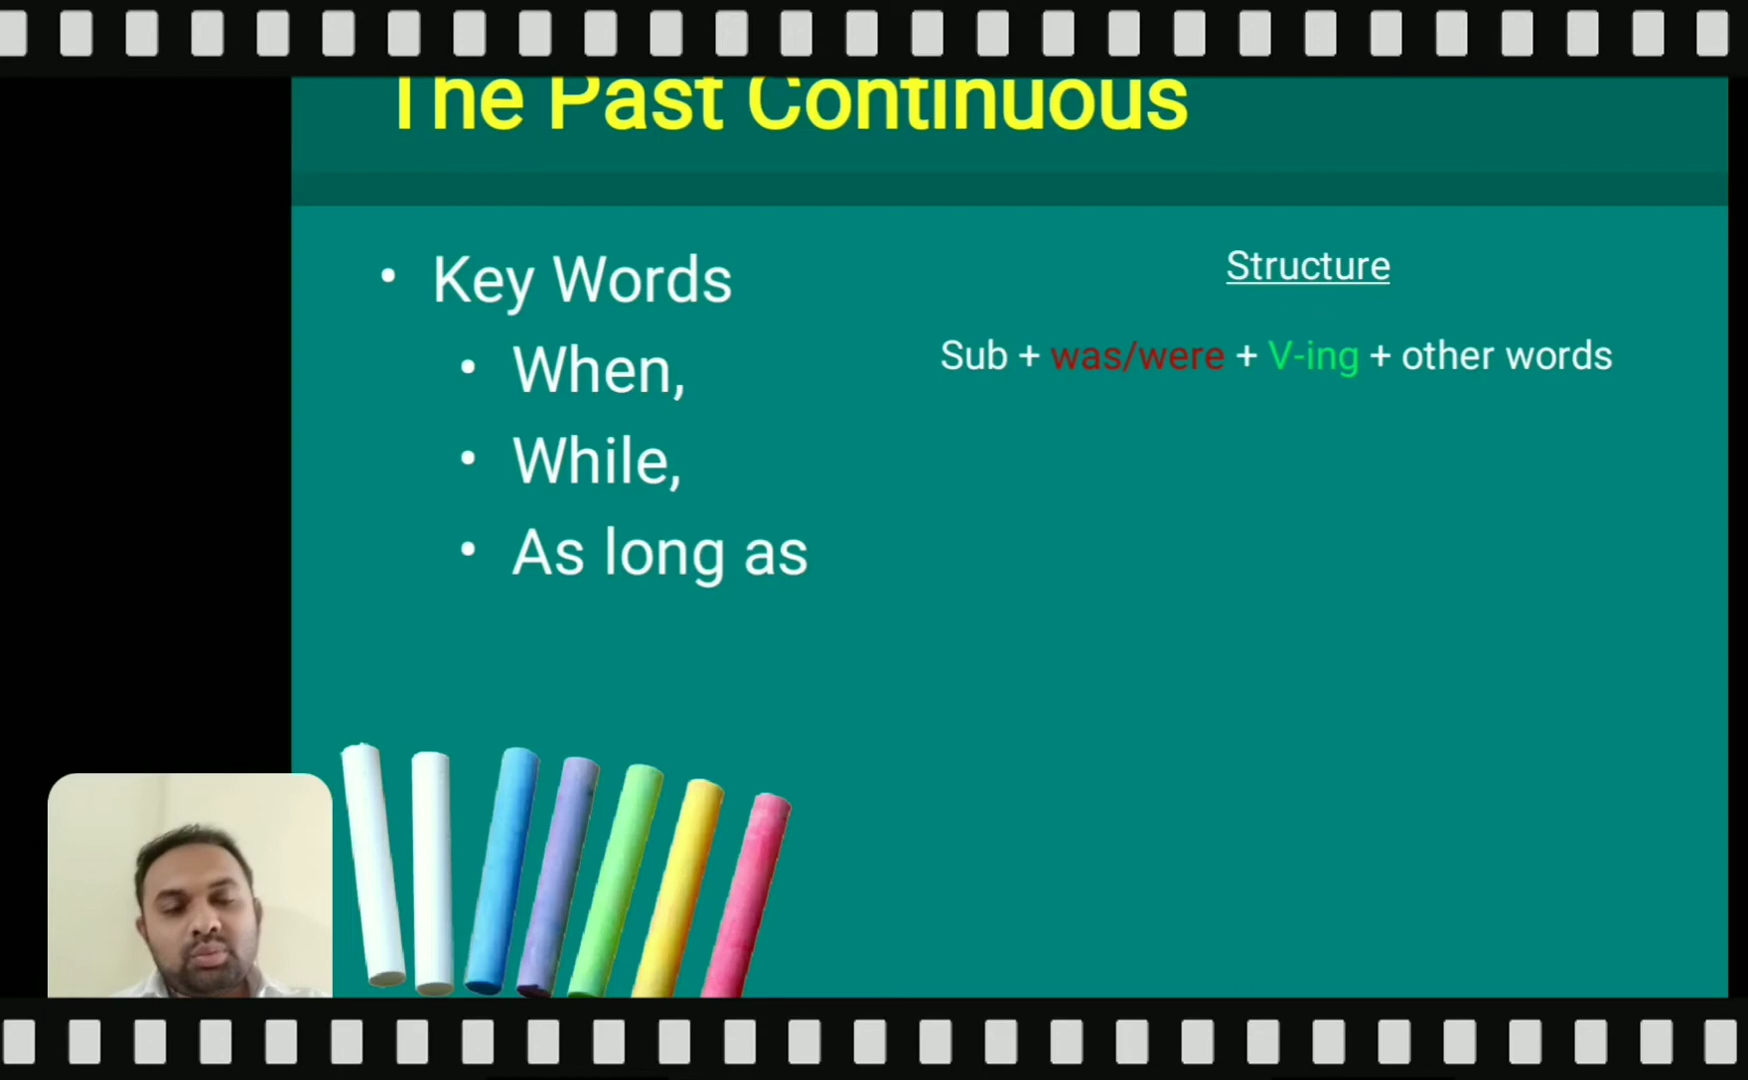 The Past Continuous
• Key Words
• When,
• While,
• As long as
Structure
Sub + was/were + V-ing + other words